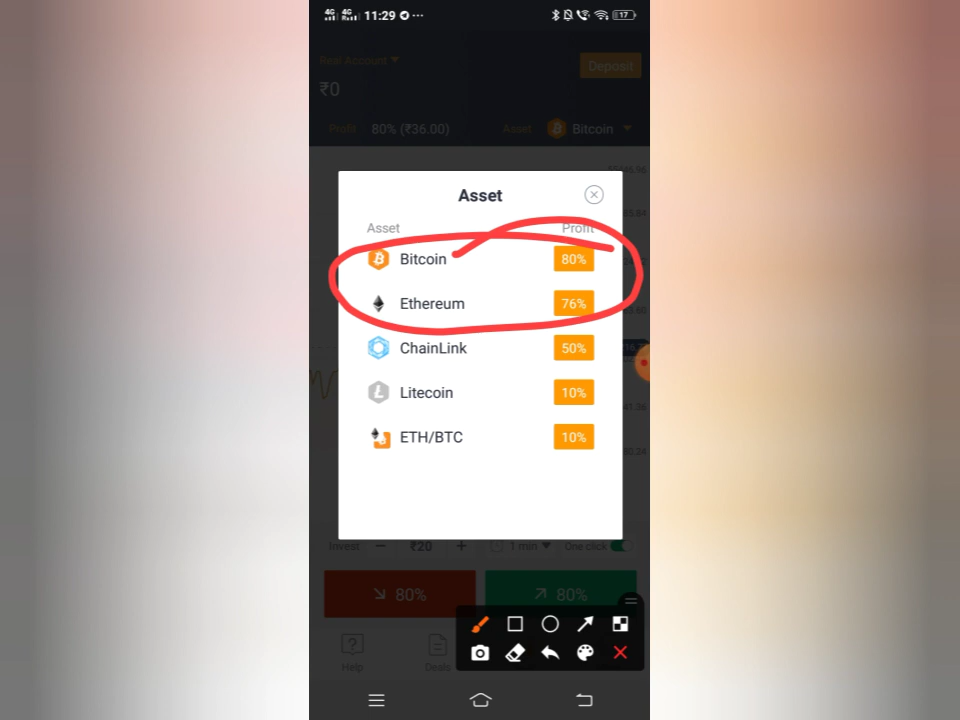 4G 4G 11:29 ··· 17
Real Account
Deposit
₹0
Profit 80% (₹36.00) Asset Bitcoin
Asset
Asset Profit
Bitcoin 80%
Ethereum 76%
ChainLink 50%
Litecoin 10%
ETH/BTC 10%
Invest − ₹20 + 1 min One click
80% 80%
Help Deals